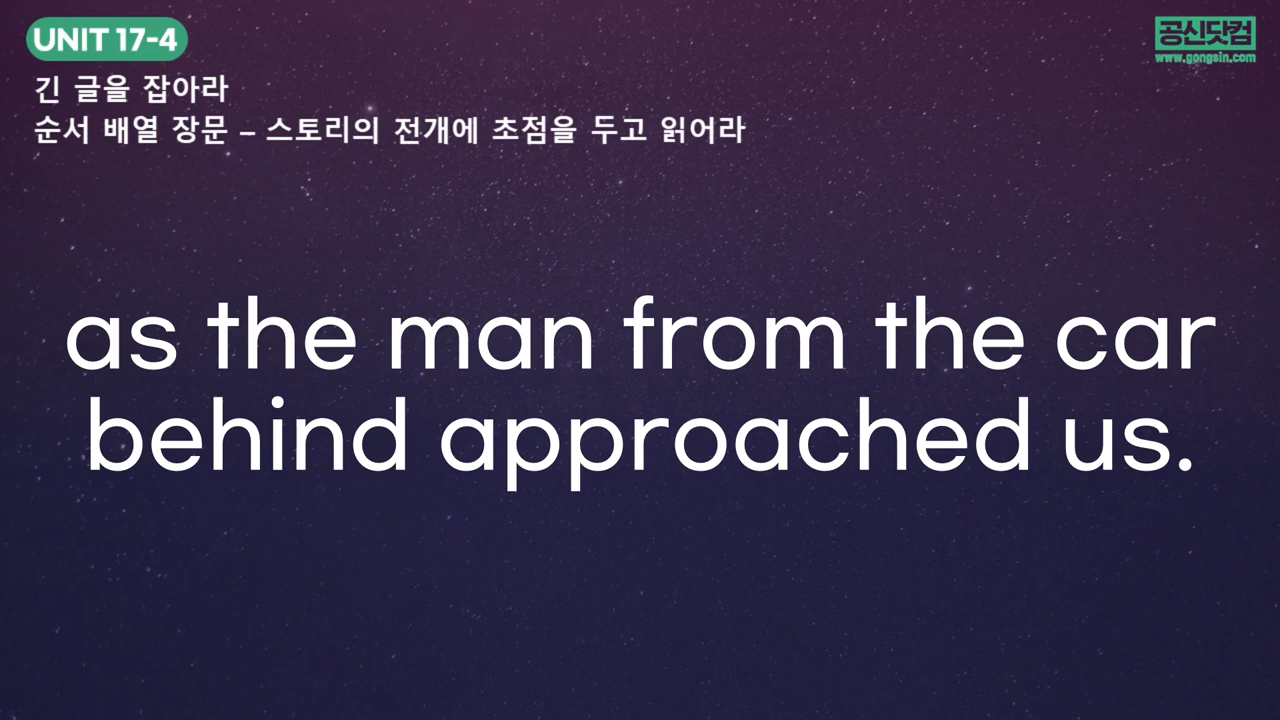 UNIT 17-4
공신닷컴
www.gongsin.com
긴 글을 잡아라
순서 배열 장문 – 스토리의 전개에 초점을 두고 읽어라
as the man from the car
behind approached us.